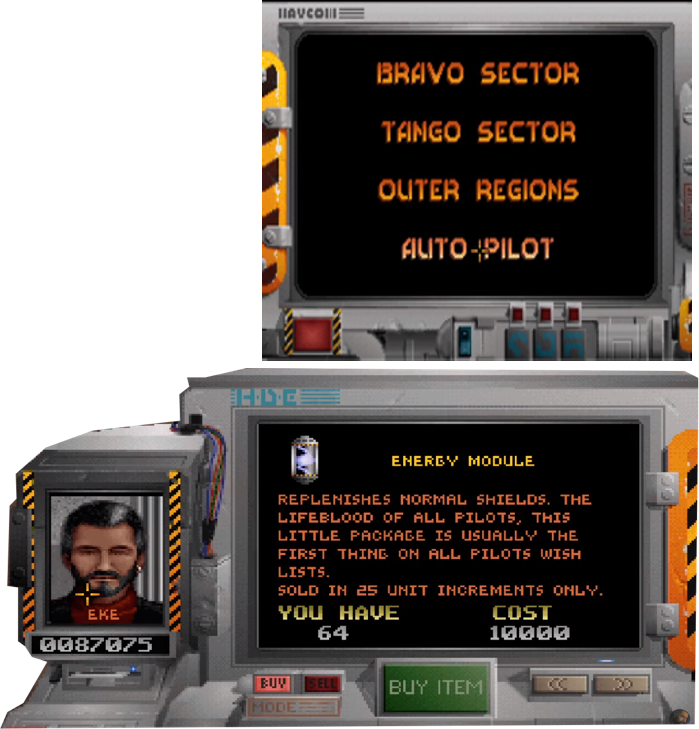 NAVCOM
BRAVO SECTOR
TANGO SECTOR
OUTER REGIONS
AUTO-PILOT
H·D·E
ENERGY MODULE
REPLENISHES NORMAL SHIELDS. THE
LIFEBLOOD OF ALL PILOTS, THIS
LITTLE PACKAGE IS USUALLY THE
FIRST THING ON ALL PILOTS WISH
LISTS.
SOLD IN 25 UNIT INCREMENTS ONLY.
YOU HAVE COST
64 10000
EKE
0087075
BUY SELL
MODE
BUY ITEM
<< >>